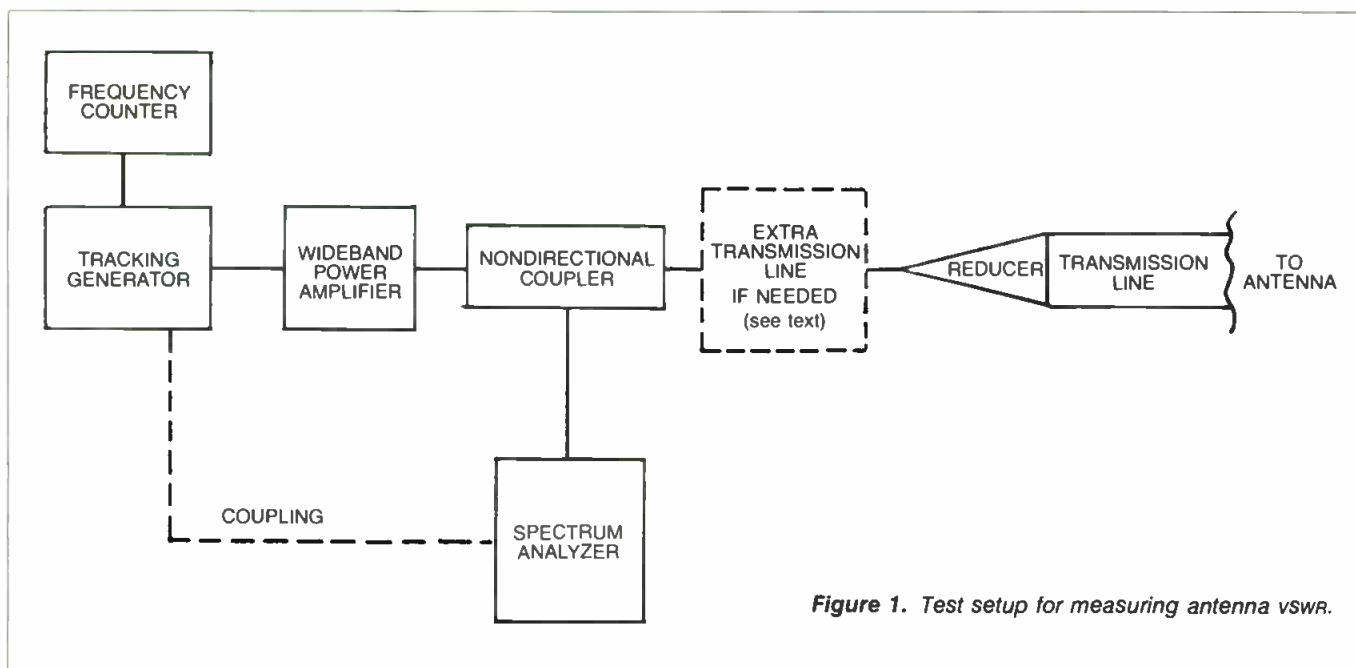 FREQUENCY
COUNTER
TRACKING
GENERATOR
WIDEBAND
POWER
AMPLIFIER
NONDIRECTIONAL
COUPLER
EXTRA
TRANSMISSION
LINE
IF NEEDED
(see text)
REDUCER
TRANSMISSION
LINE
TO
ANTENNA
COUPLING
SPECTRUM
ANALYZER
Figure 1. Test setup for measuring antenna VSWR.